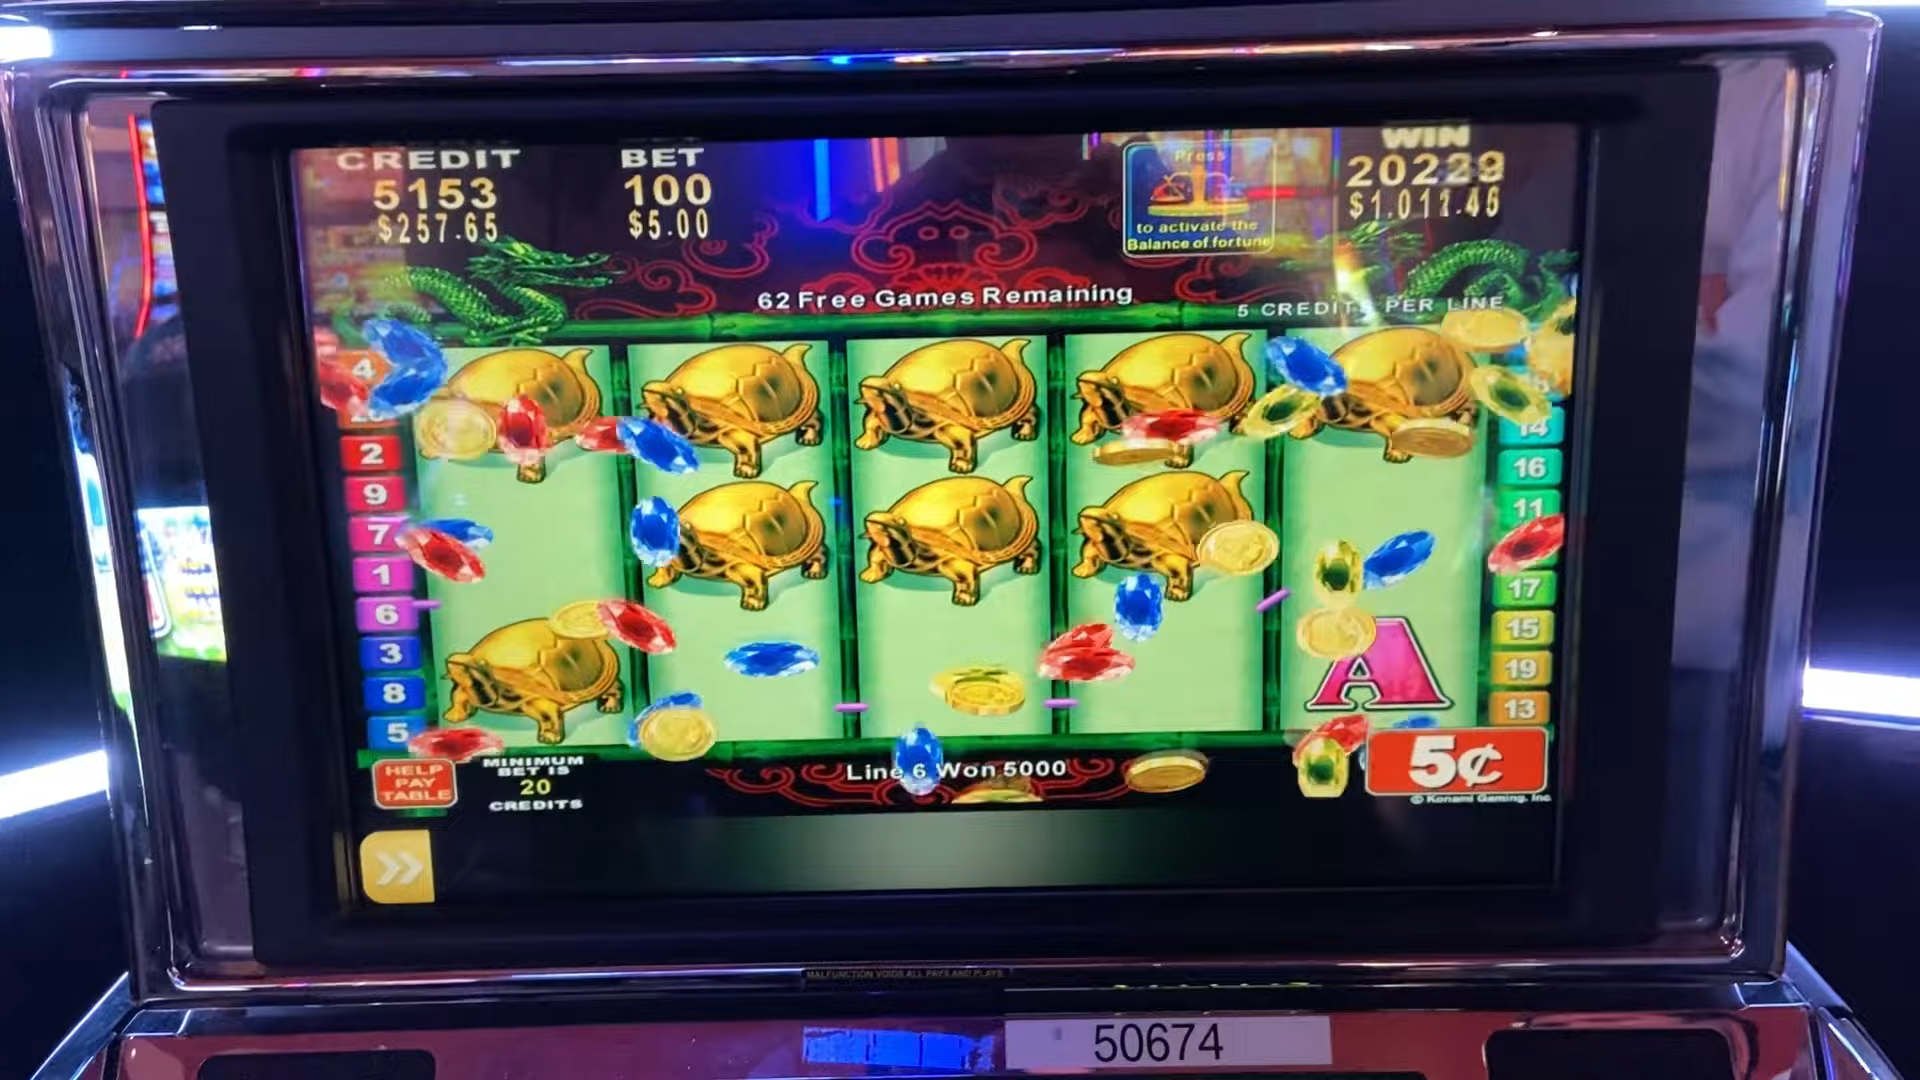 CREDIT
5153
$257.65
BET
100
$5.00
Press
to activate the
Balance of fortune
WIN
20229
62 Free Games Remaining
5 CREDITS PER LINE
4
2
9
7
1
6
3
8
5
14
16
11
17
15
19
13
A
HELP
PAY
TABLE
MINIMUM
BET IS
20
CREDITS
Line 6 Won 5000
5¢
© Konami Gaming, Inc
MALFUNCTION VOIDS ALL PAYS AND PLAYS
50674